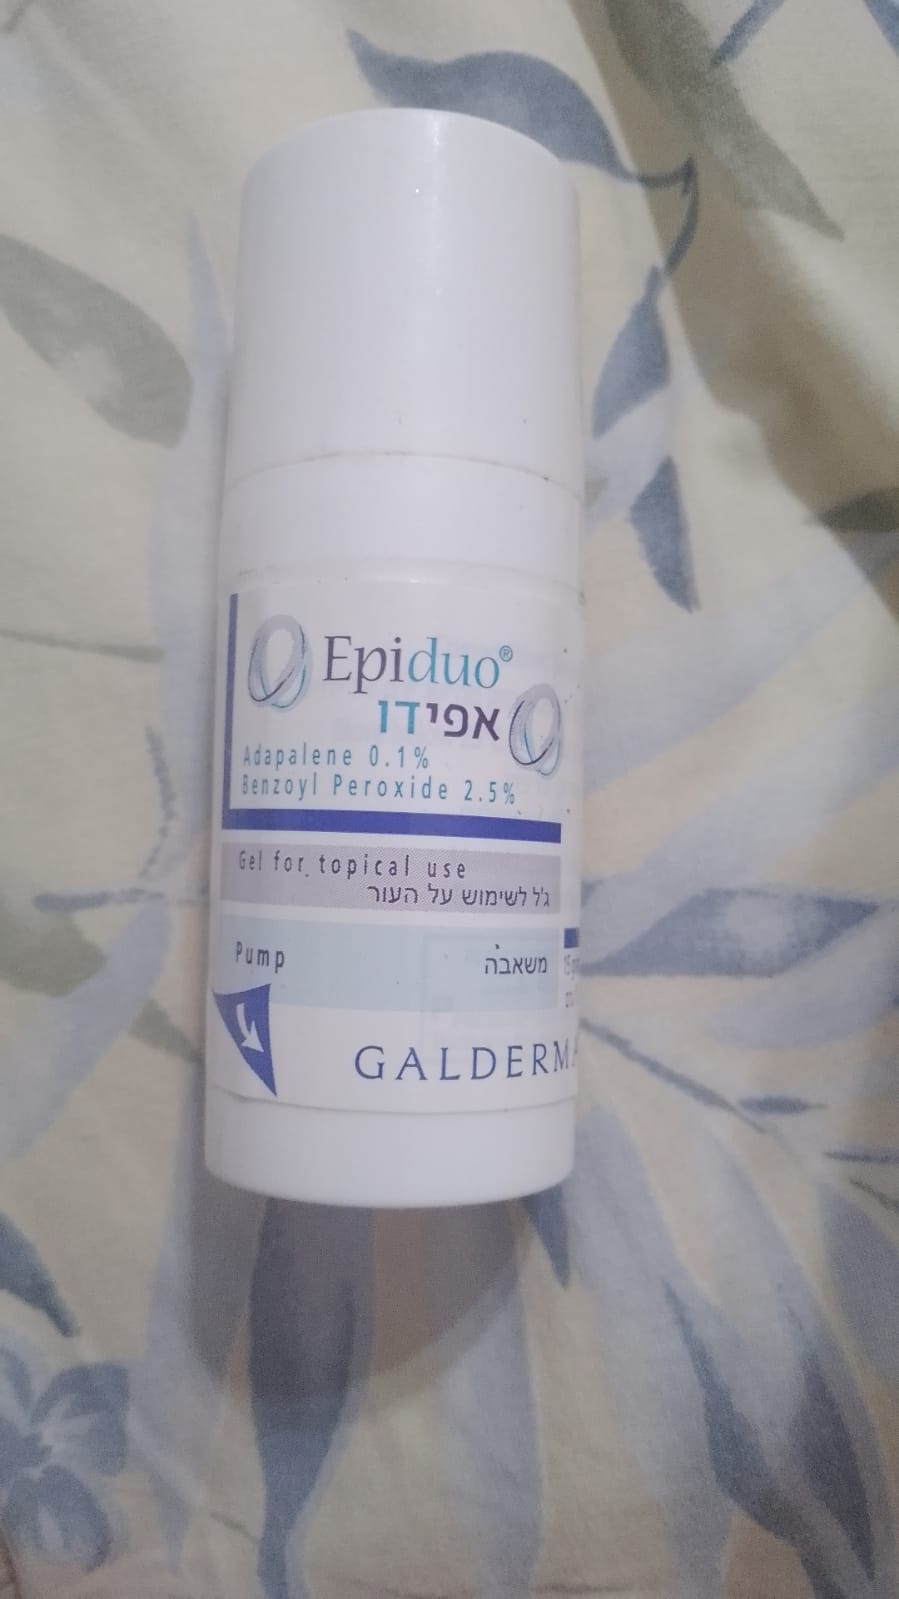 Epiduo®
אפידו
Adapalene 0.1%
Benzoyl Peroxide 2.5%
Gel for topical use
ג'ל לשימוש על העור
Pump משאבה
GALDERMA